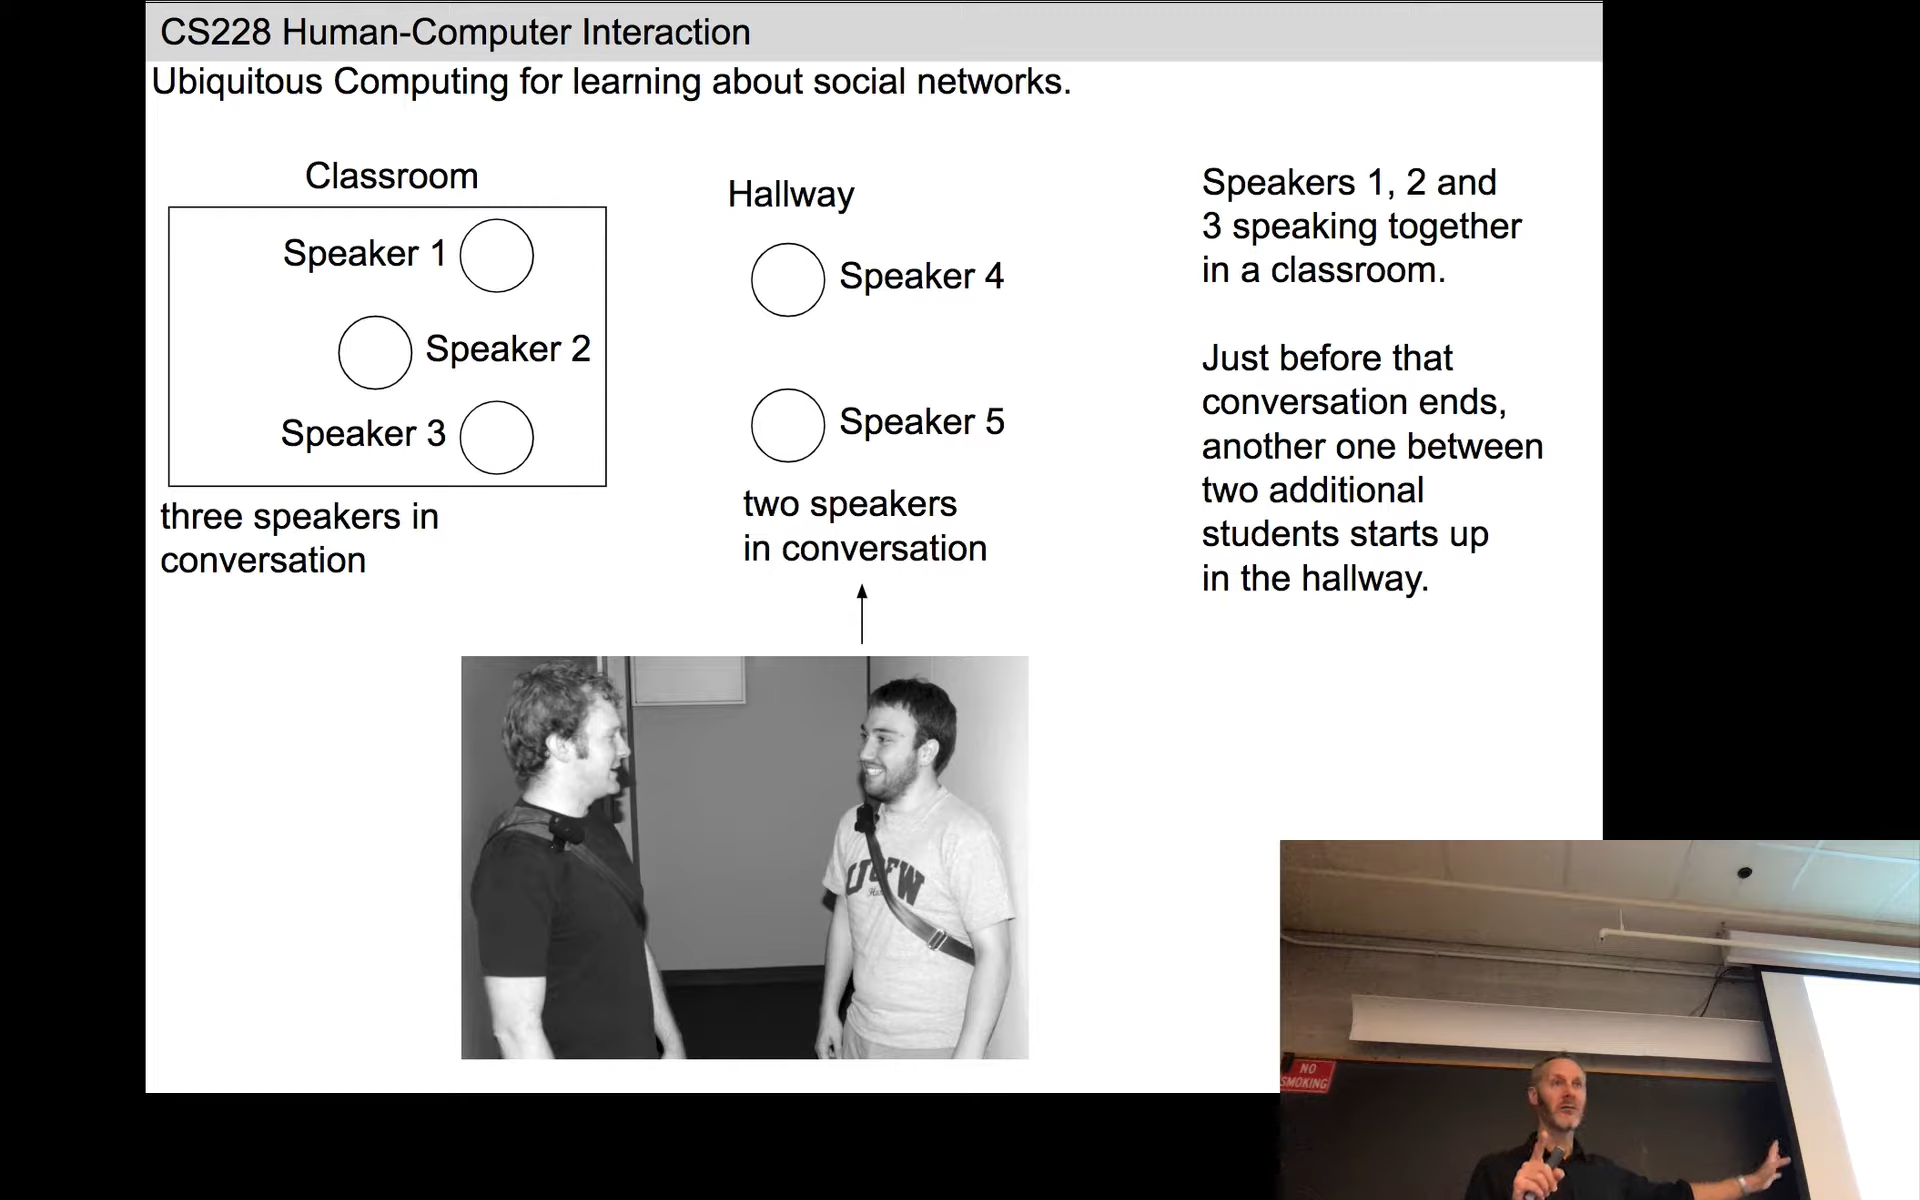 CS228 Human-Computer Interaction
Ubiquitous Computing for learning about social networks.
Classroom
Speaker 1
Speaker 2
Speaker 3
three speakers in
conversation
Hallway
Speaker 4
Speaker 5
two speakers
in conversation
Speakers 1, 2 and
3 speaking together
in a classroom.
Just before that
conversation ends,
another one between
two additional
students starts up
in the hallway.
NO
SMOKING